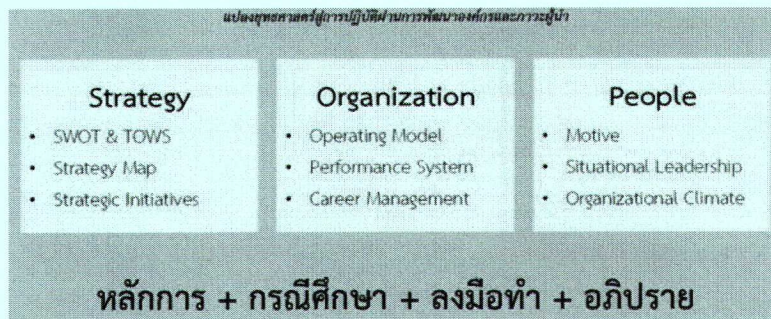 แปลงยุทธศาสตร์สู่การปฏิบัติผ่านการพัฒนาองค์กรและภาวะผู้นำ
Strategy
• SWOT & TOWS
• Strategy Map
• Strategic Initiatives
Organization
• Operating Model
• Performance System
• Career Management
People
• Motive
• Situational Leadership
• Organizational Climate
หลักการ + กรณีศึกษา + ลงมือทำ + อภิปราย